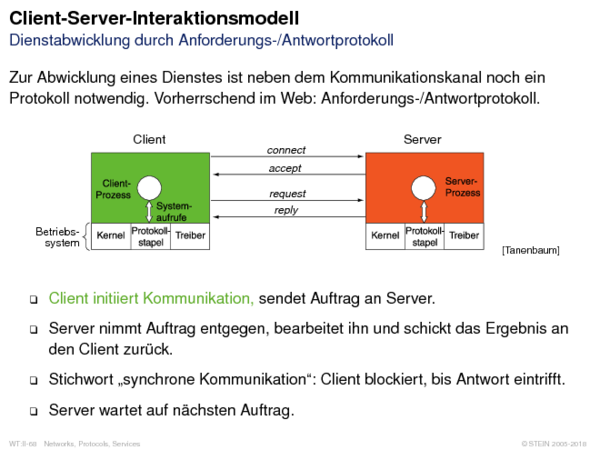 Client-Server-Interaktionsmodell
Dienstabwicklung durch Anforderungs-/Antwortprotokoll
Zur Abwicklung eines Dienstes ist neben dem Kommunikationskanal noch ein
Protokoll notwendig. Vorherrschend im Web: Anforderungs-/Antwortprotokoll.
Client
Server
connect
accept
request
reply
Client-
Prozess
System-
aufrufe
Server-
Prozess
Betriebs-
system
Kernel
Protokoll-
stapel
Treiber
Kernel
Protokoll-
stapel
Treiber
[Tanenbaum]
❑ Client initiiert Kommunikation, sendet Auftrag an Server.
❑ Server nimmt Auftrag entgegen, bearbeitet ihn und schickt das Ergebnis an
den Client zurück.
❑ Stichwort „synchrone Kommunikation“: Client blockiert, bis Antwort eintrifft.
❑ Server wartet auf nächsten Auftrag.
WT:II-68 Networks, Protocols, Services
© STEIN 2005-2018